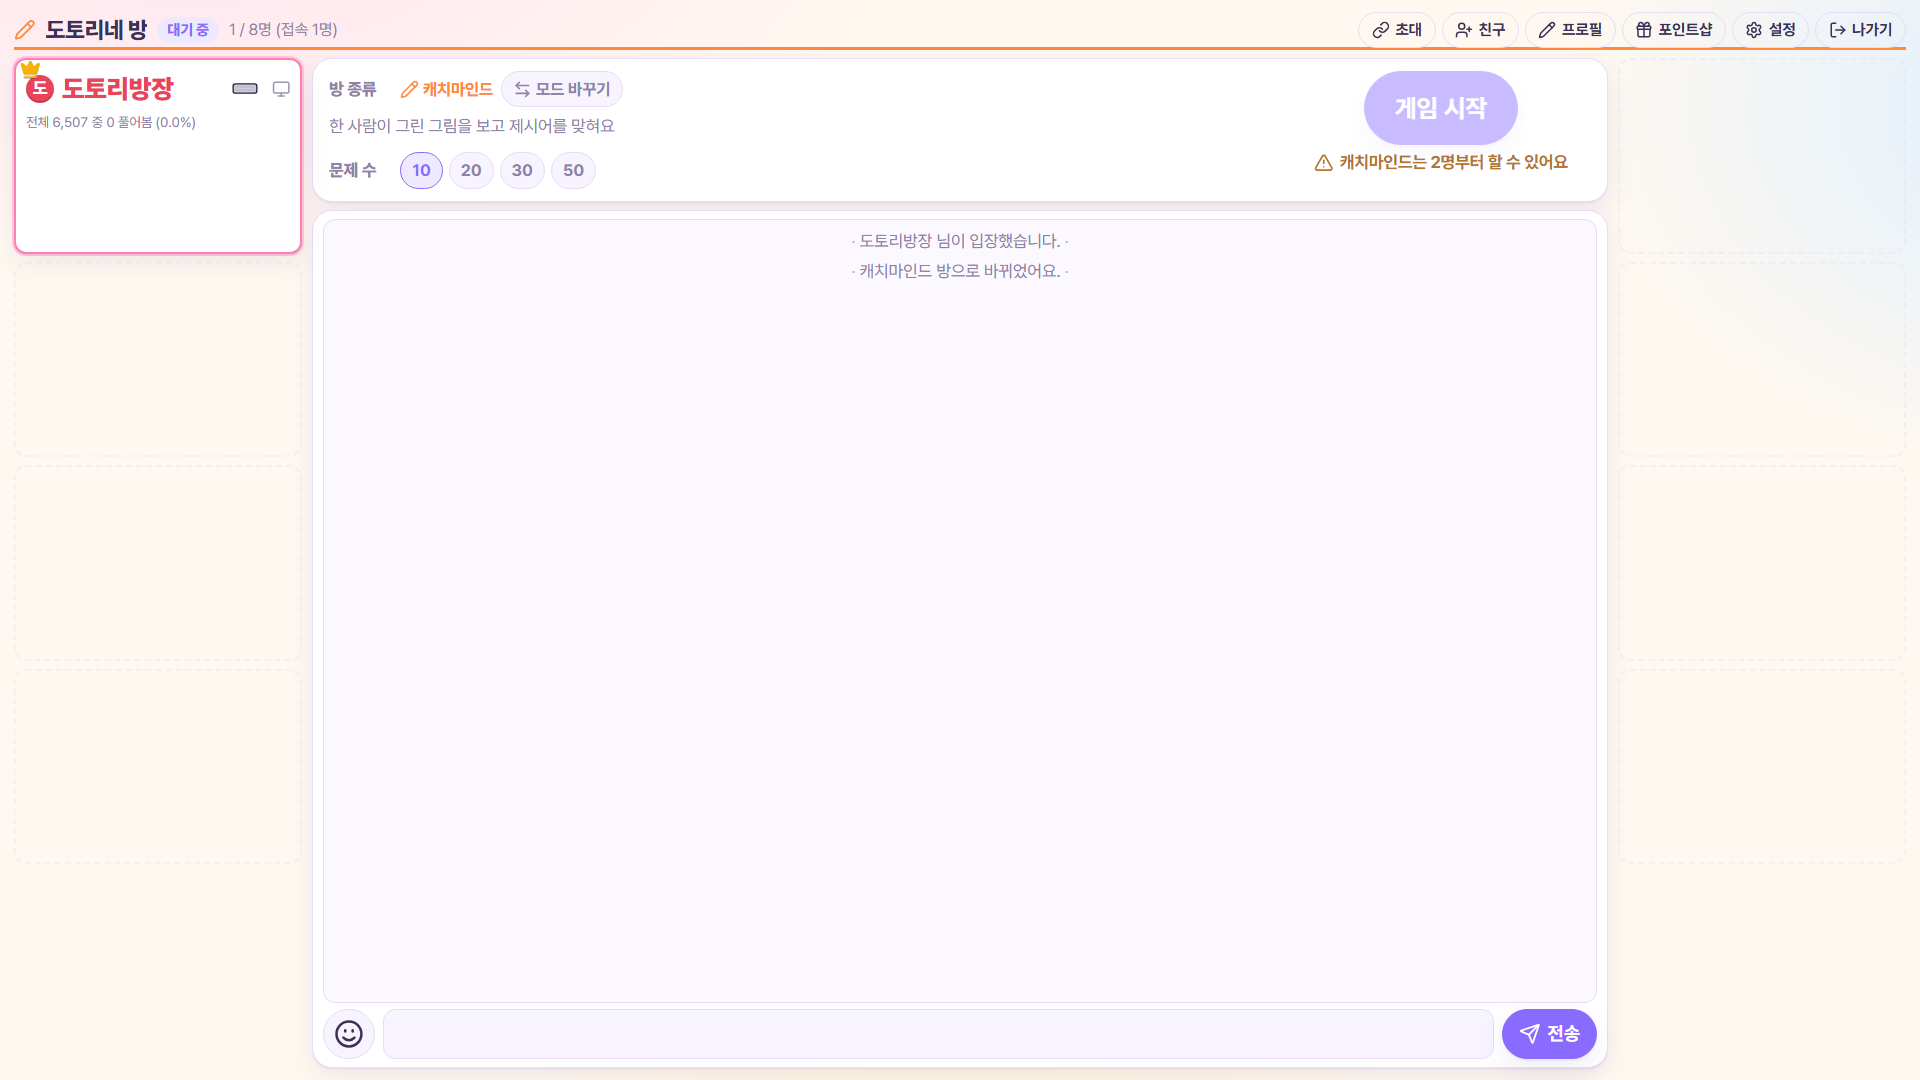 도토리네 방 대기 중 1 / 8명 (접속 1명) 초대 친구 프로필 포인트샵 설정 나가기
도 도토리방장
전체 6,507 중 0 풀어봄 (0.0%)
방 종류 캐치마인드 모드 바꾸기
한 사람이 그린 그림을 보고 제시어를 맞혀요
문제 수 10 20 30 50
게임 시작
캐치마인드는 2명부터 할 수 있어요
· 도토리방장 님이 입장했습니다. ·
· 캐치마인드 방으로 바뀌었어요. ·
전송